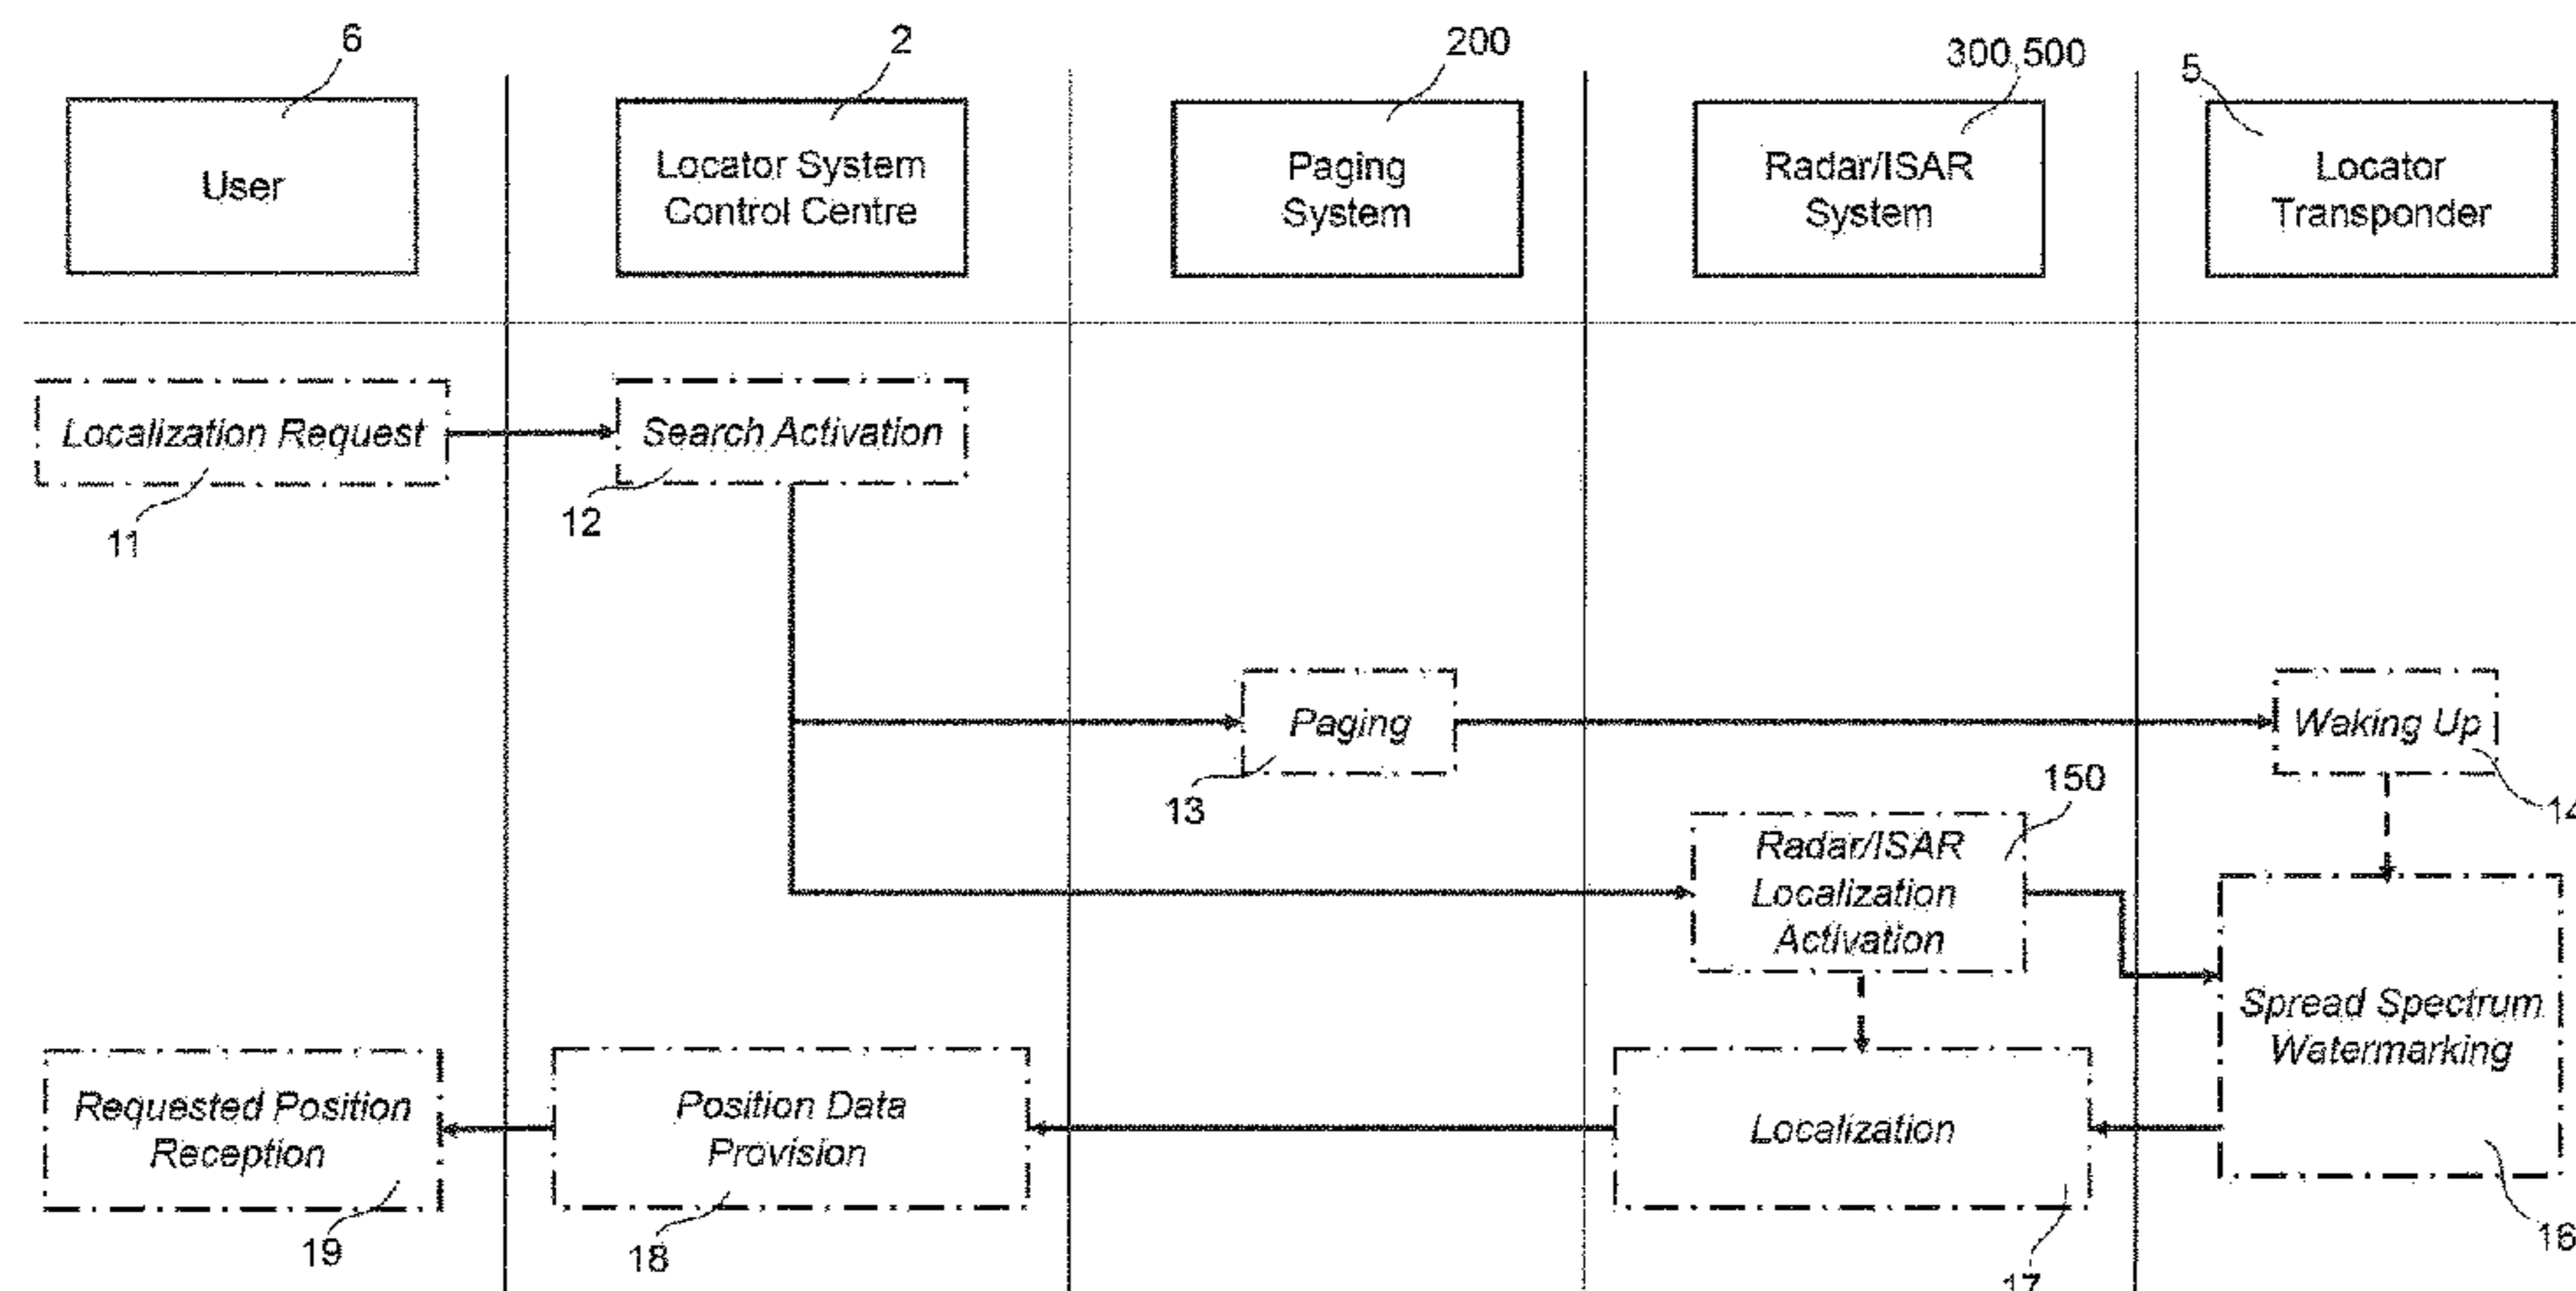 6
2
200
300,500
5
User
Locator System
Control Centre
Paging
System
Radar/ISAR
System
Locator
Transponder
Localization Request
Search Activation
11
12
Paging
Waking Up
13
150
14
Radar/ISAR
Localization
Activation
Spread Spectrum
Watermarking
Requested Position
Reception
Position Data
Provision
Localization
19
18
17
16